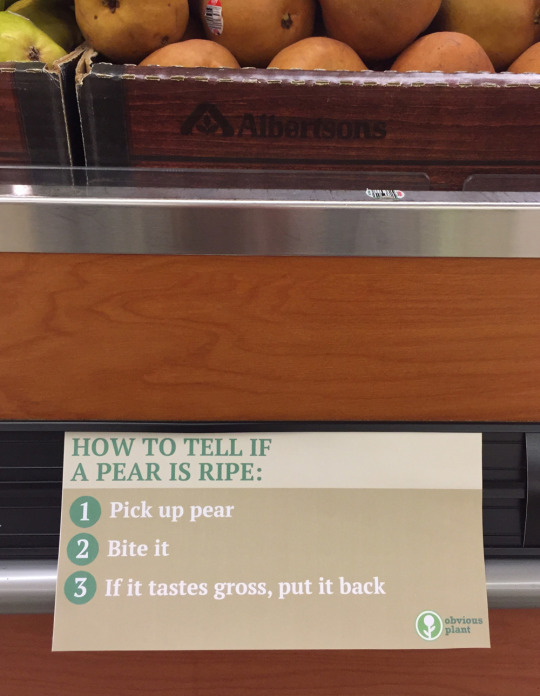 Albertsons
HOW TO TELL IF
A PEAR IS RIPE:
1 Pick up pear
2 Bite it
3 If it tastes gross, put it back
obvious
plant